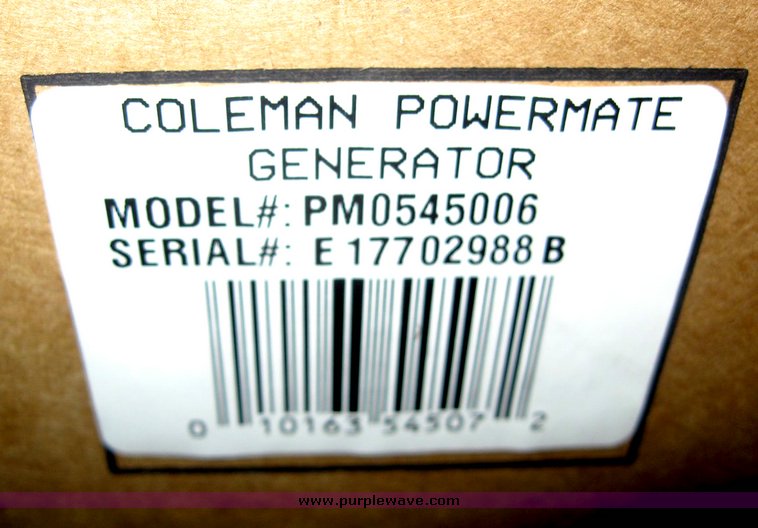 COLEMAN POWERMATE
GENERATOR
MODEL#: PM0545006
SERIAL#: E 17702988 B
0 10163 54507 2
www.purplewave.com